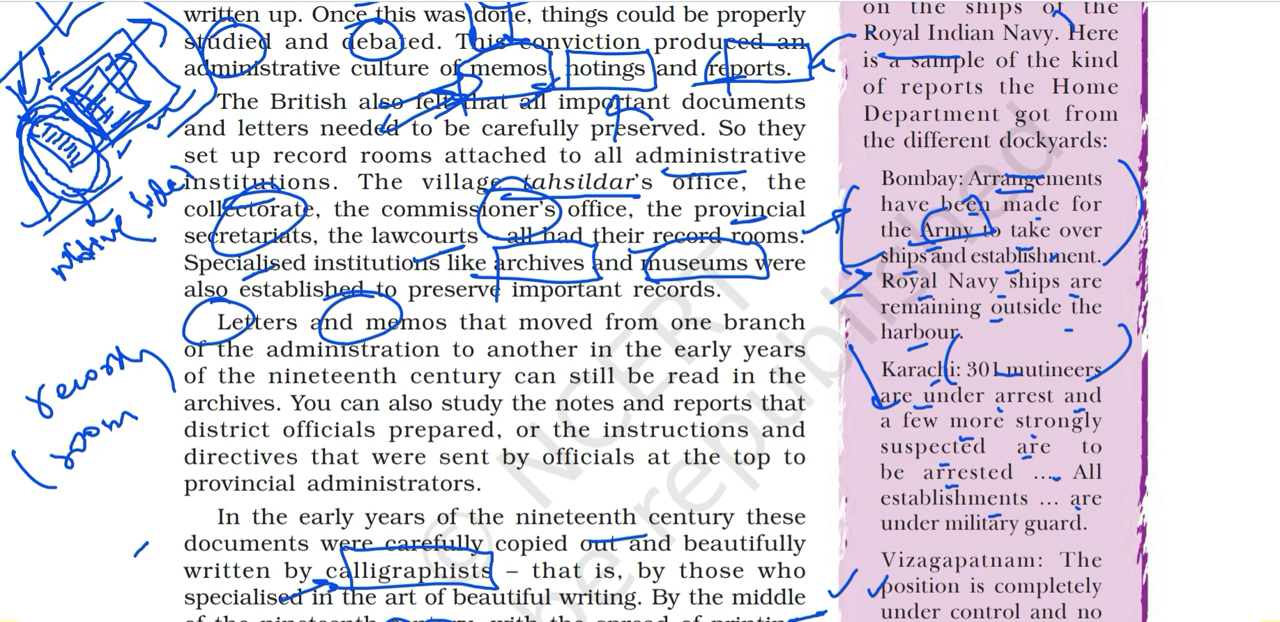 written up. Once this was done, things could be properly
studied and debated. This conviction produced an
administrative culture of memos, notings and reports.
The British also felt that all important documents
and letters needed to be carefully preserved. So they
set up record rooms attached to all administrative
institutions. The village tahsildar's office, the
collectorate, the commissioner's office, the provincial
secretariats, the lawcourts – all had their record rooms.
Specialised institutions like archives and museums were
also established to preserve important records.
Letters and memos that moved from one branch
of the administration to another in the early years
of the nineteenth century can still be read in the
archives. You can also study the notes and reports that
district officials prepared, or the instructions and
directives that were sent by officials at the top to
provincial administrators.
In the early years of the nineteenth century these
documents were carefully copied out and beautifully
written by calligraphists – that is, by those who
specialised in the art of beautiful writing. By the middle
of the nineteenth century, with the spread of printing,
room
on the ships of the
Royal Indian Navy. Here
is a sample of the kind
of reports the Home
Department got from
the different dockyards:
Bombay: Arrangements
have been made for
the Army to take over
ships and establishment.
Royal Navy ships are
remaining outside the
harbour.
Karachi: 301 mutineers
are under arrest and
a few more strongly
suspected are to
be arrested ... All
establishments ... are
under military guard.
Vizagapatnam: The
position is completely
under control and no
© NCERT
be republished